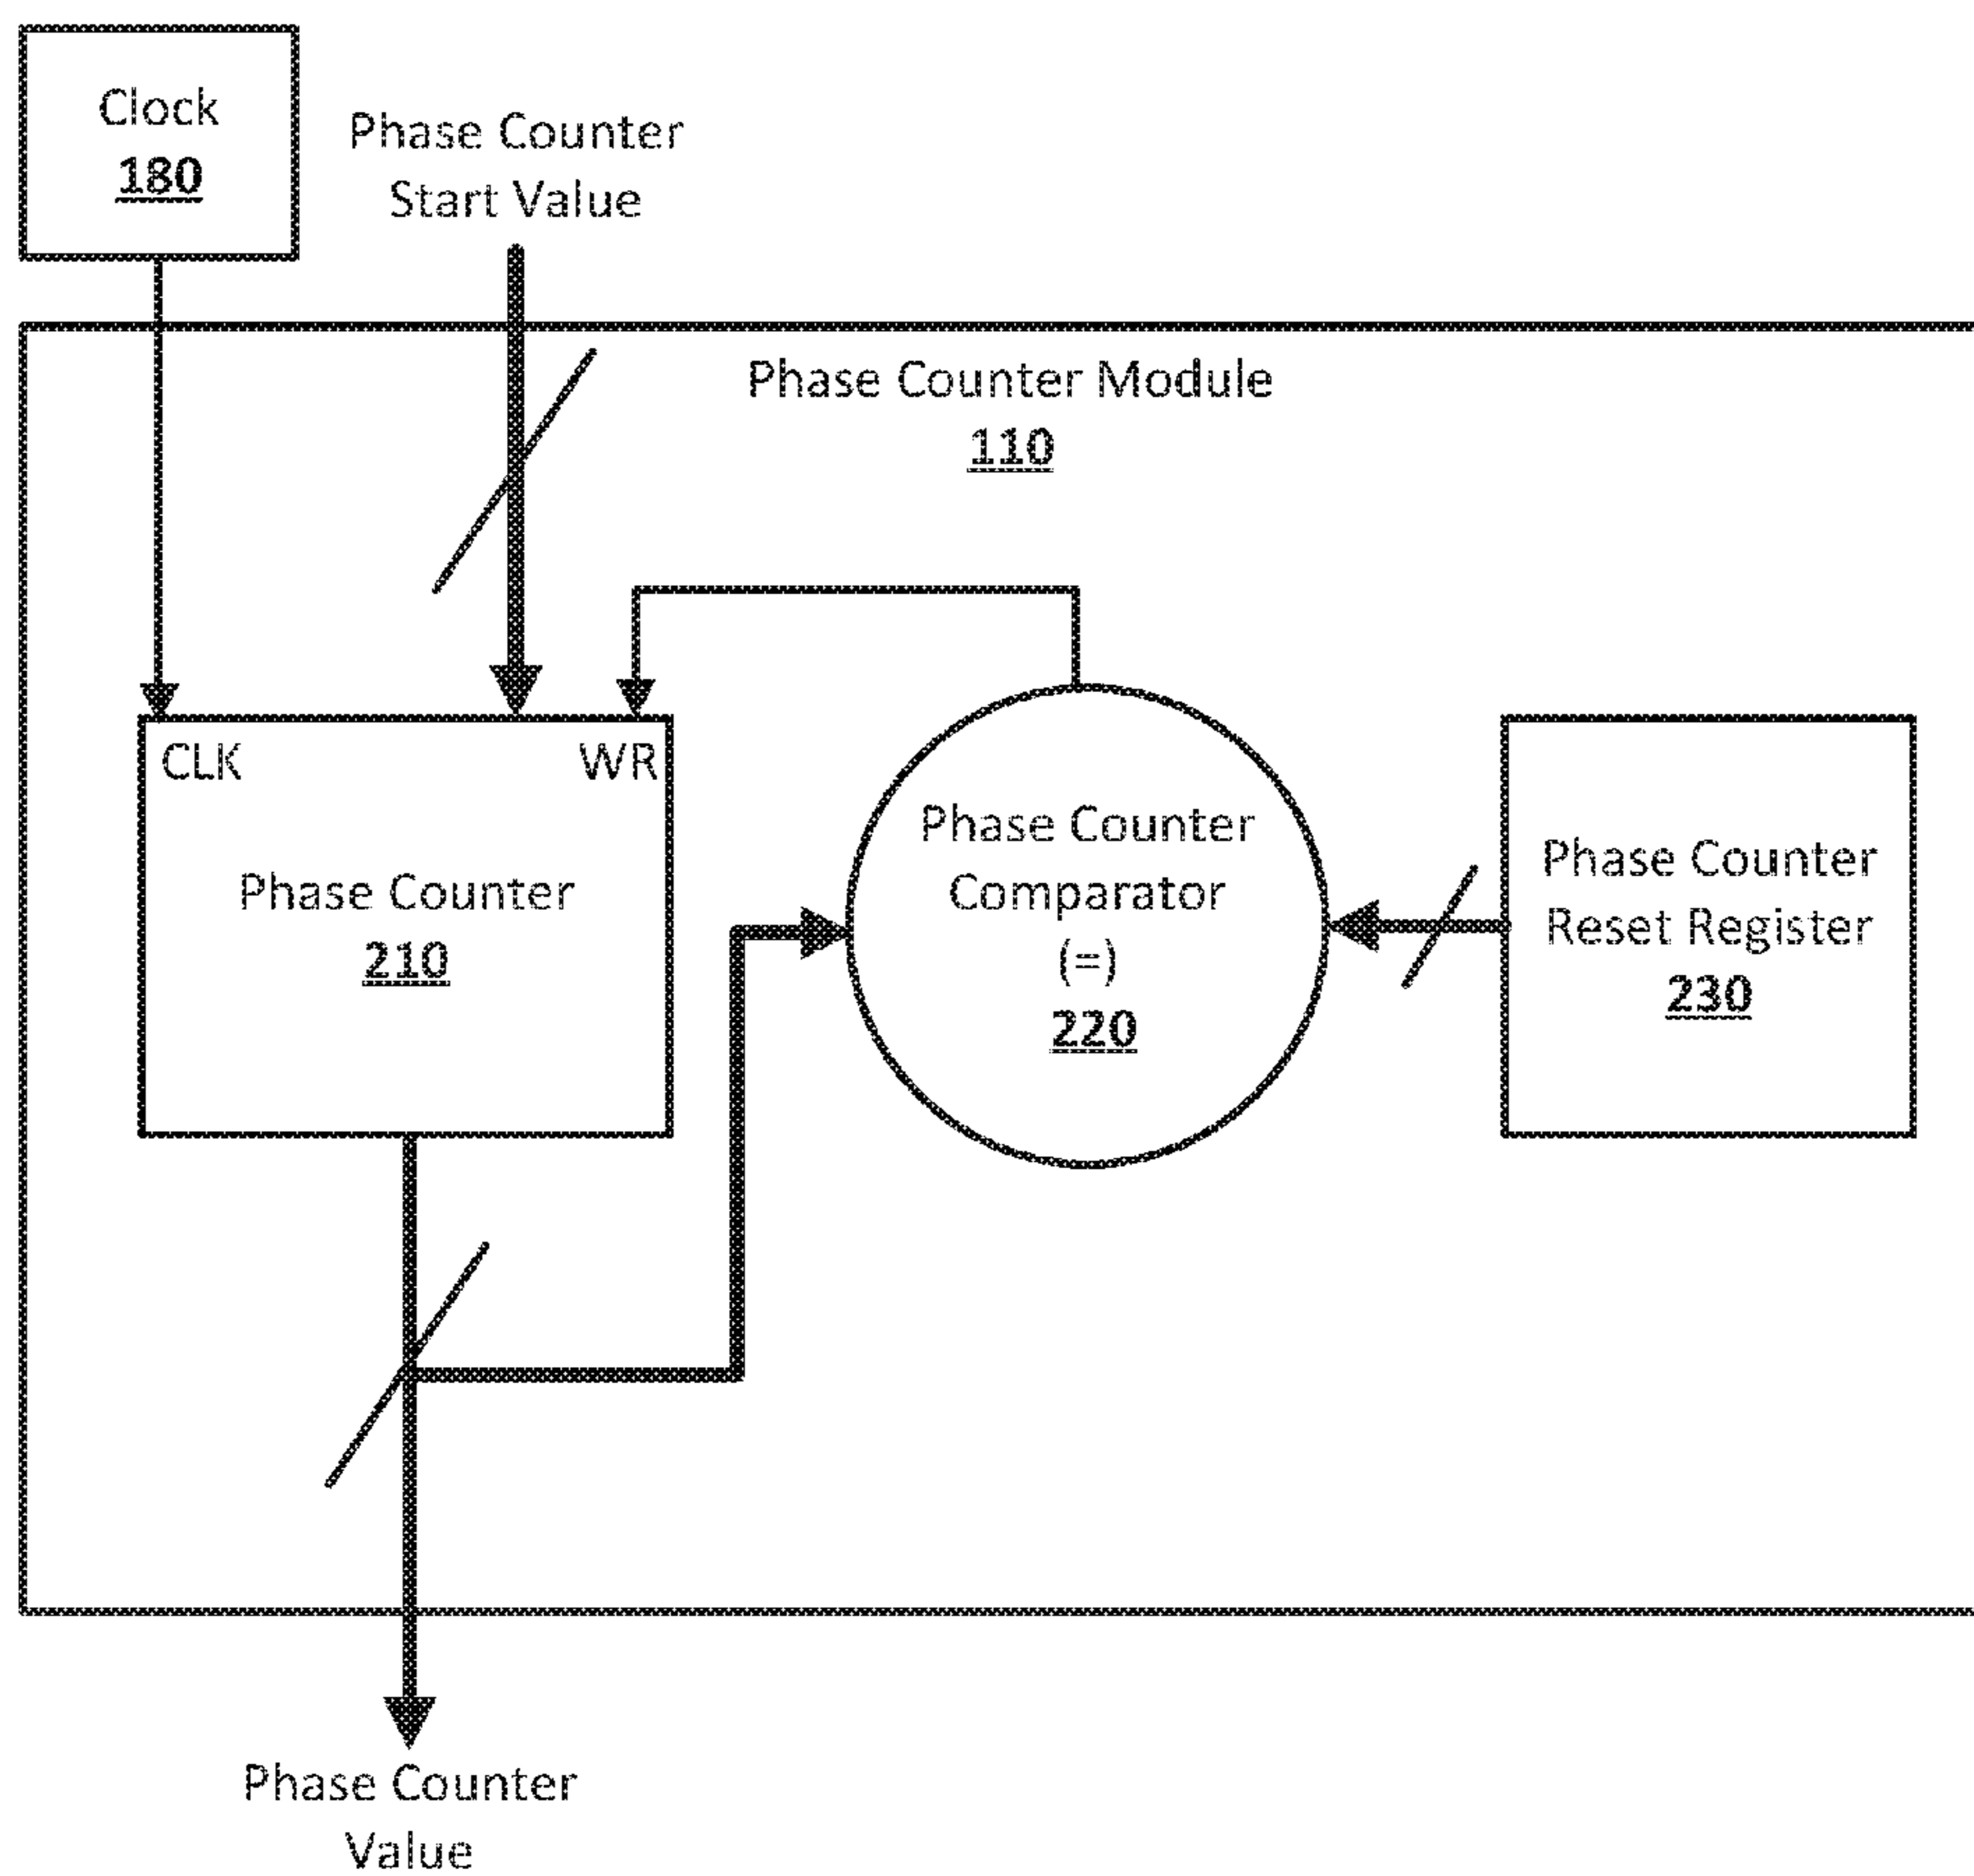 Clock
180
Phase Counter
Start Value
Phase Counter Module
110
CLK
WR
Phase Counter
210
Phase Counter
Comparator
(=)
220
Phase Counter
Reset Register
230
Phase Counter
Value